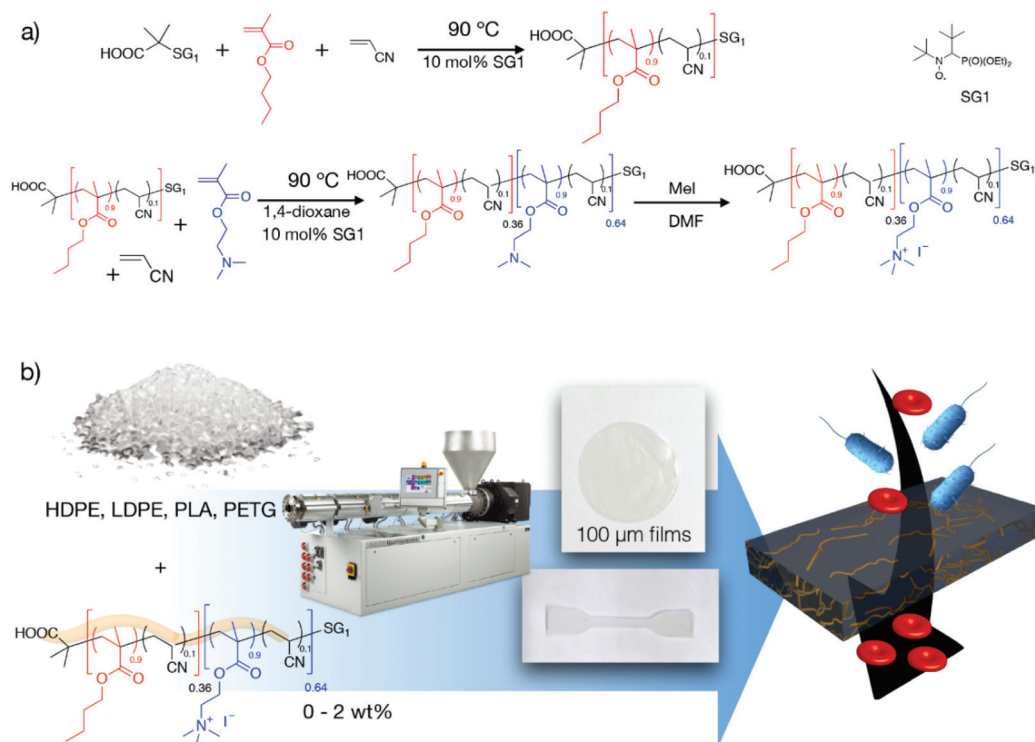 a)
HOOC
SG1
+
O
O
+
CN
90 °C
10 mol% SG1
HOOC
SG1
0.9
0.1
O
O
CN
N
O.
P(O)(OEt)2
SG1
HOOC
SG1
0.9
0.1
O
O
CN
+
+
CN
O
O
N
90 °C
1,4-dioxane
10 mol% SG1
HOOC
SG1
0.9
0.1
O
O
CN
0.36
0.9
0.1
O
O
CN
0.64
N
MeI
DMF
HOOC
SG1
0.9
0.1
O
O
CN
0.36
0.9
0.1
O
O
CN
0.64
N+ I−
b)
HDPE, LDPE, PLA, PETG
+
HOOC
SG1
0.9
0.1
O
O
CN
0.36
0.9
0.1
O
O
CN
0.64
N+ I−
0 - 2 wt%
100 µm films